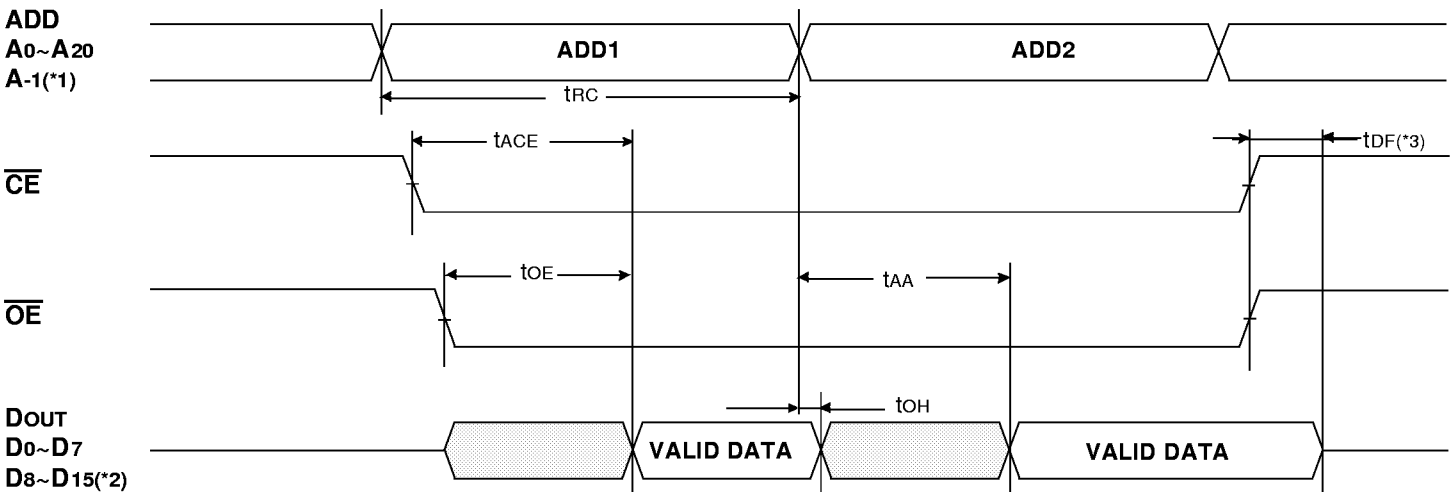 ADD
A0~A20
A-1(*1)
ADD1
ADD2
tRC
tACE
tDF(*3)
CE
tOE
tAA
OE
tOH
DOUT
D0~D7
D8~D15(*2)
VALID DATA
VALID DATA